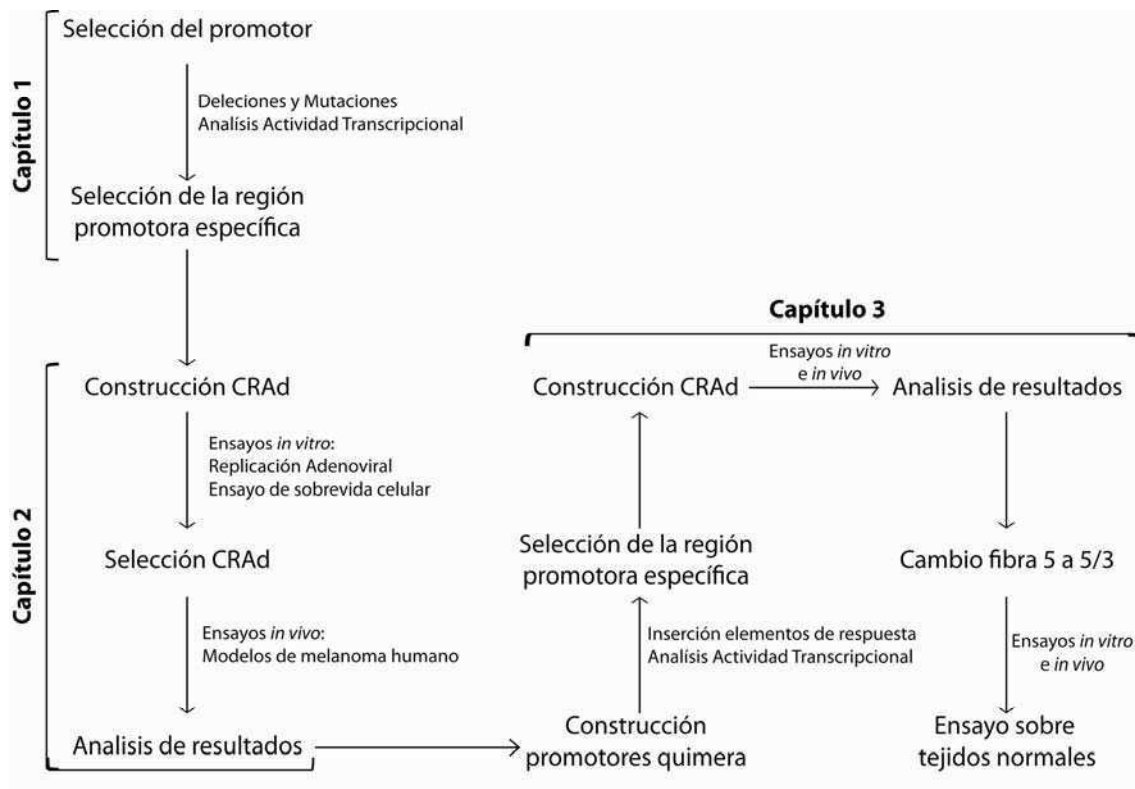 Capítulo 1
Selección del promotor
Deleciones y Mutaciones
Analísis Actividad Transcripcional
Selección de la región
promotora específica
Capítulo 2
Construcción CRAd
Ensayos in vitro:
Replicación Adenoviral
Ensayo de sobrevida celular
Selección CRAd
Ensayos in vivo:
Modelos de melanoma humano
Analisis de resultados
Capítulo 3
Construcción
promotores quimera
Inserción elementos de respuesta
Analísis Actividad Transcripcional
Selección de la región
promotora específica
Construcción CRAd
Ensayos in vitro
e in vivo
Analisis de resultados
Cambio fibra 5 a 5/3
Ensayos in vitro
e in vivo
Ensayo sobre
tejidos normales